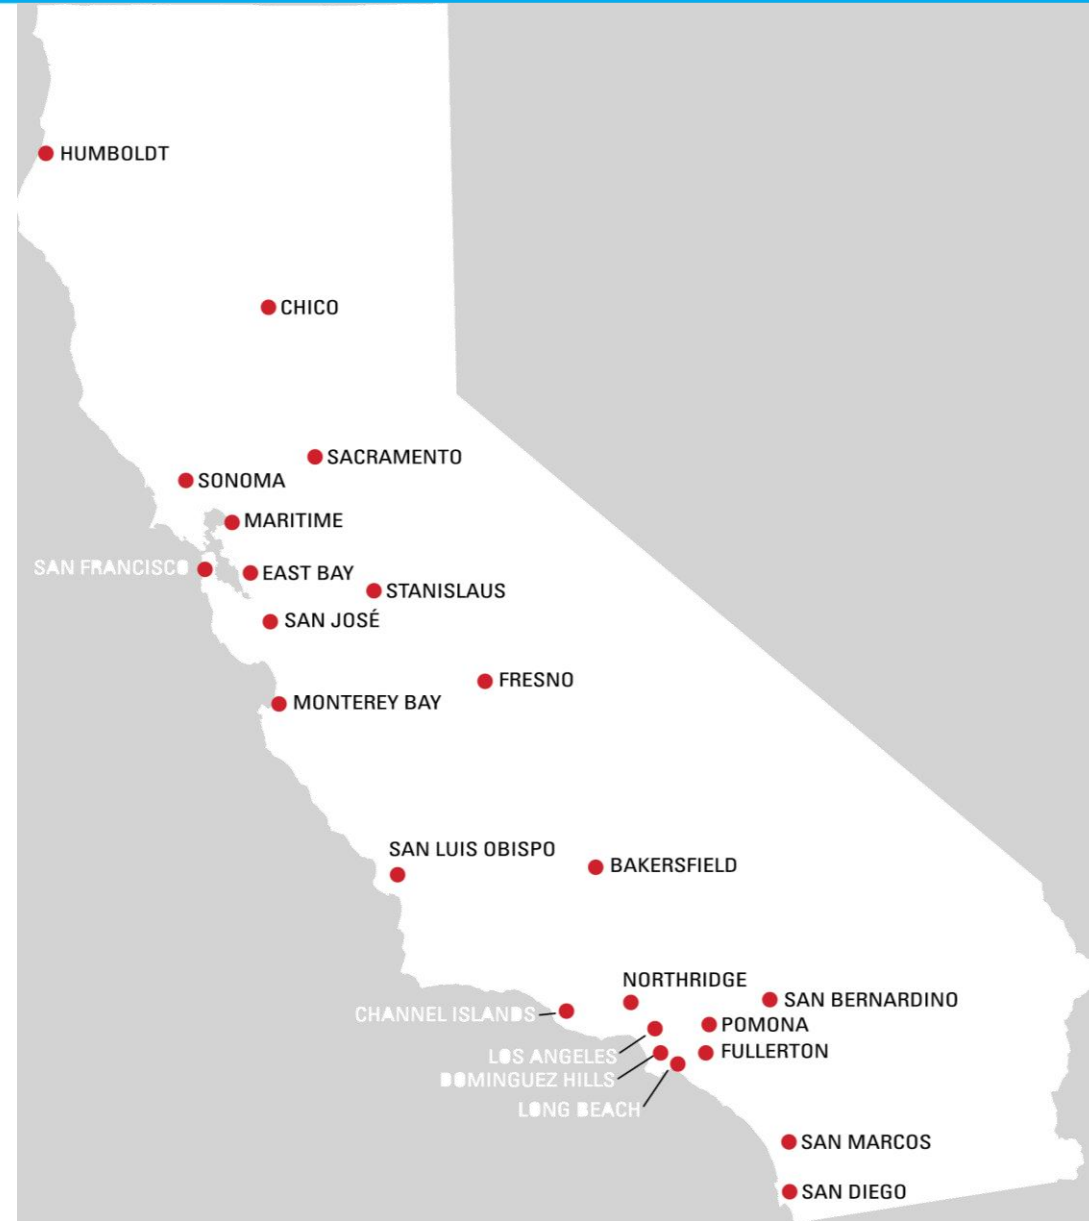 HUMBOLDT
CHICO
SACRAMENTO
SONOMA
MARITIME
SAN FRANCISCO
EAST BAY
STANISLAUS
SAN JOSÉ
FRESNO
MONTEREY BAY
SAN LUIS OBISPO
BAKERSFIELD
NORTHRIDGE
SAN BERNARDINO
CHANNEL ISLANDS
POMONA
LOS ANGELES
FULLERTON
DOMINGUEZ HILLS
LONG BEACH
SAN MARCOS
SAN DIEGO